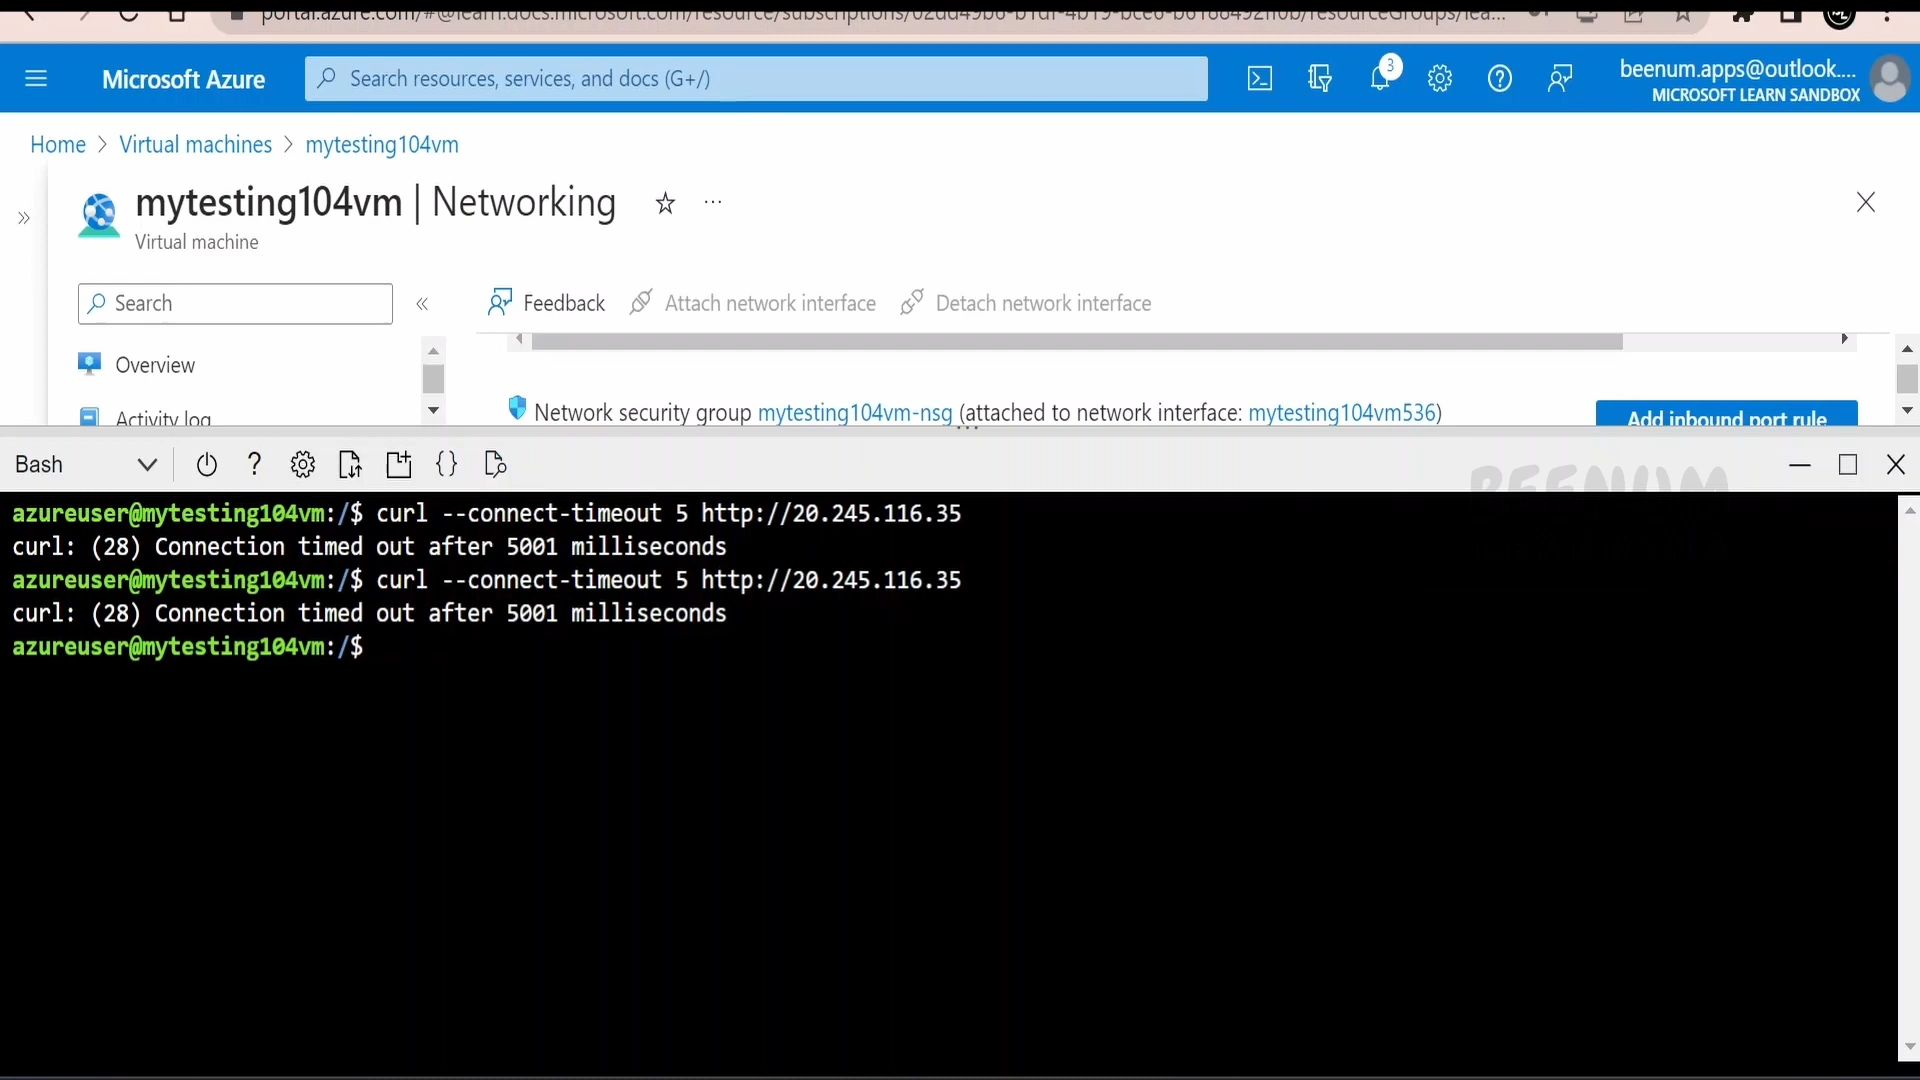 Microsoft Azure
Search resources, services, and docs (G+/)
3
beenum.apps@outlook....
MICROSOFT LEARN SANDBOX
Home > Virtual machines > mytesting104vm
mytesting104vm | Networking
Virtual machine
Search
Feedback
Attach network interface
Detach network interface
Overview
Activity log
Network security group mytesting104vm-nsg (attached to network interface: mytesting104vm536)
Add inbound port rule
Bash
BEENUM
azureuser@mytesting104vm:/$ curl --connect-timeout 5 http://20.245.116.35
curl: (28) Connection timed out after 5001 milliseconds
azureuser@mytesting104vm:/$ curl --connect-timeout 5 http://20.245.116.35
curl: (28) Connection timed out after 5001 milliseconds
azureuser@mytesting104vm:/$